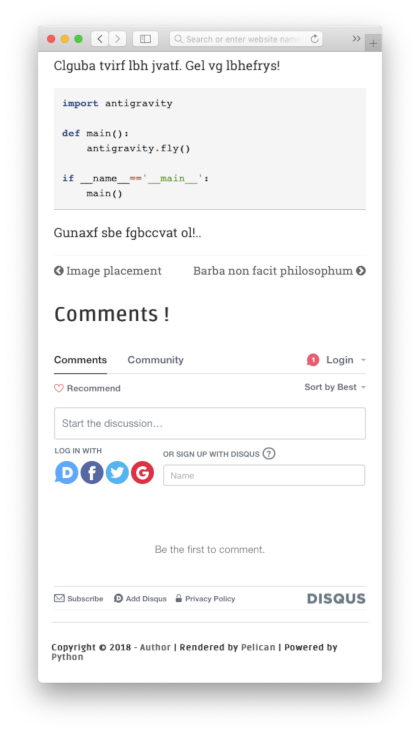 Search or enter website name
Clguba tvirf lbh jvatf. Gel vg lbhefrys!
import antigravity
def main():
    antigravity.fly()
if __name__=='__main__':
    main()
Gunaxf sbe fgbccvat ol!..
Image placement Barba non facit philosophum
Comments !
Comments Community 1 Login
Recommend Sort by Best
Start the discussion...
LOG IN WITH OR SIGN UP WITH DISQUS ?
Name
Be the first to comment.
Subscribe D Add Disqus Privacy Policy DISQUS
Copyright © 2018 - Author | Rendered by Pelican | Powered by
Python